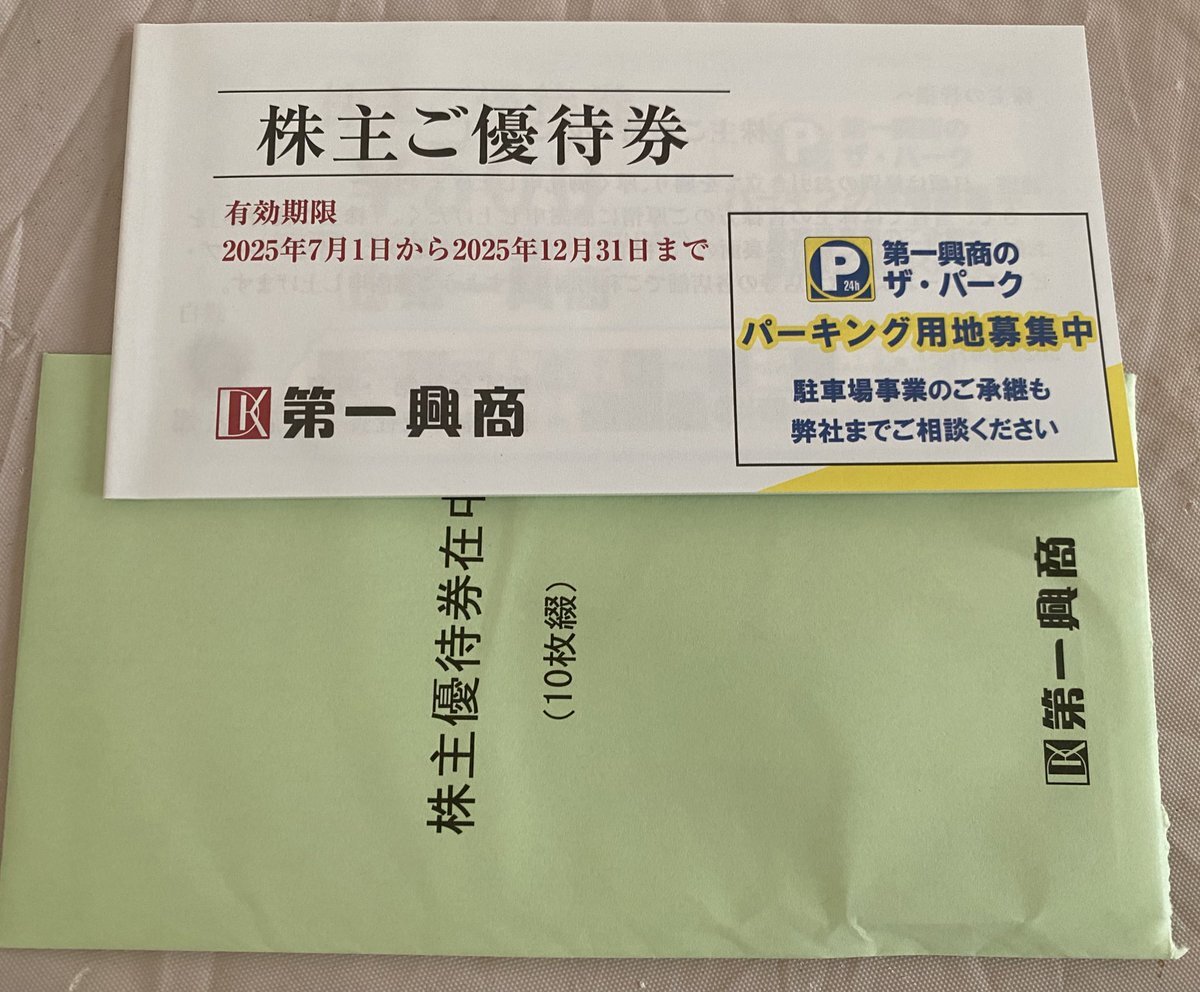 株主ご優待券
有効期限
2025年7月1日から2025年12月31日まで
DK 第一興商
P 24h
第一興商の
ザ・パーク
パーキング用地募集中
駐車場事業のご承継も
弊社までご相談ください
株主優待券在中
（10枚綴）
DK 第一興商